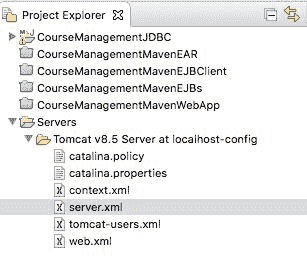 Project Explorer
CourseManagementJDBC
CourseManagementMavenEAR
CourseManagementMavenEJBClient
CourseManagementMavenEJBs
CourseManagementMavenWebApp
Servers
Tomcat v8.5 Server at localhost-config
catalina.policy
catalina.properties
context.xml
server.xml
tomcat-users.xml
web.xml